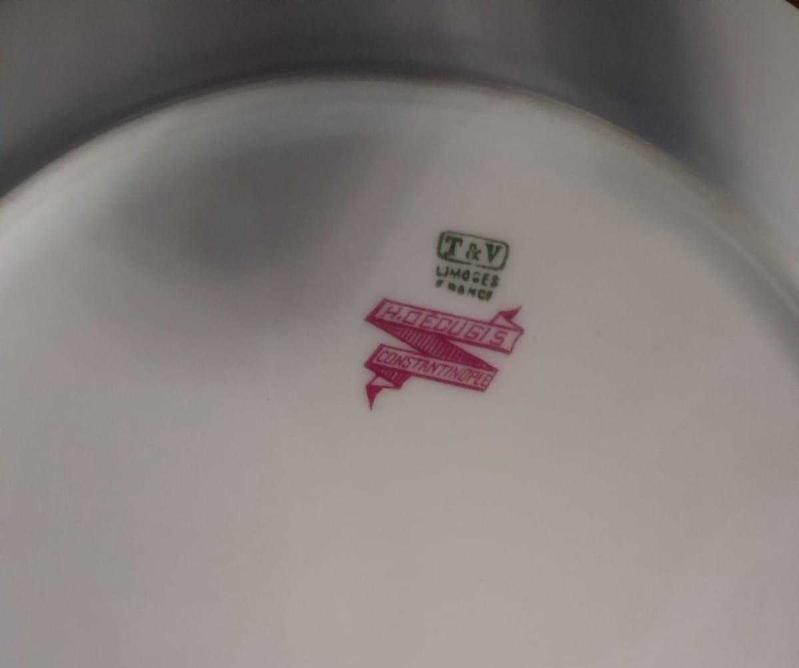 T & V
LIMOGES
FRANCE
H. DECUGIS
CONSTANTINOPLE